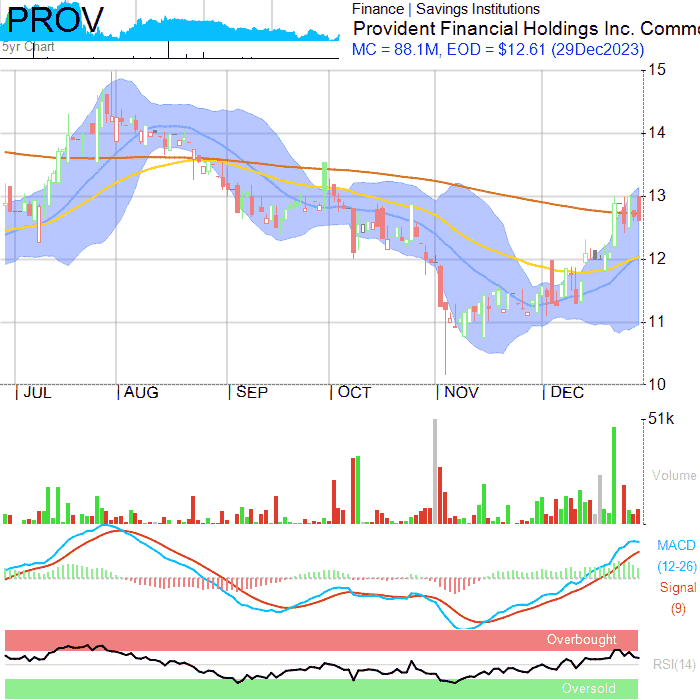 PROV
5yr Chart
Finance | Savings Institutions
Provident Financial Holdings Inc. Commo
MC = 88.1M, EOD = $12.61 (29Dec2023)
15
14
13
12
11
10
JUL AUG SEP OCT NOV DEC
51k
Volume
MACD
(12-26)
Signal
(9)
Overbought
RSI(14)
Oversold